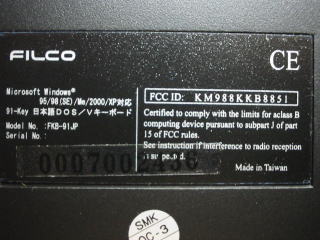 FILCO
CE
Microsoft Windows®
95/98(SE)/Me/2000/XP対応
91-Key 日本語DOS/Vキーボード
Model No. :FKB-91JP
Serial No. :
FCC ID: KM988KKB8851
Certified to comply with the limits for aclass B
computing device pursuant to subpart J of part
15 of FCC rules.
See instruction if interference to radio reception
Made in Taiwan
SMK
QC-3